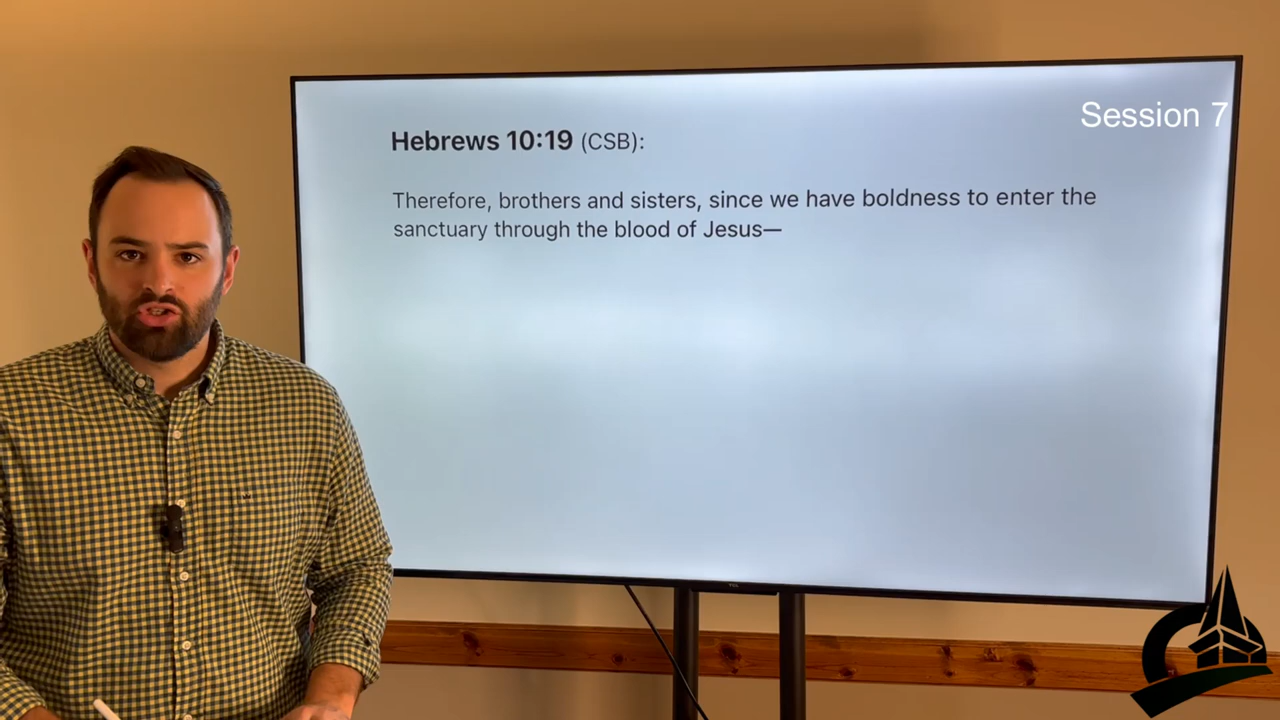 Session 7
Hebrews 10:19 (CSB):
Therefore, brothers and sisters, since we have boldness to enter the
sanctuary through the blood of Jesus—